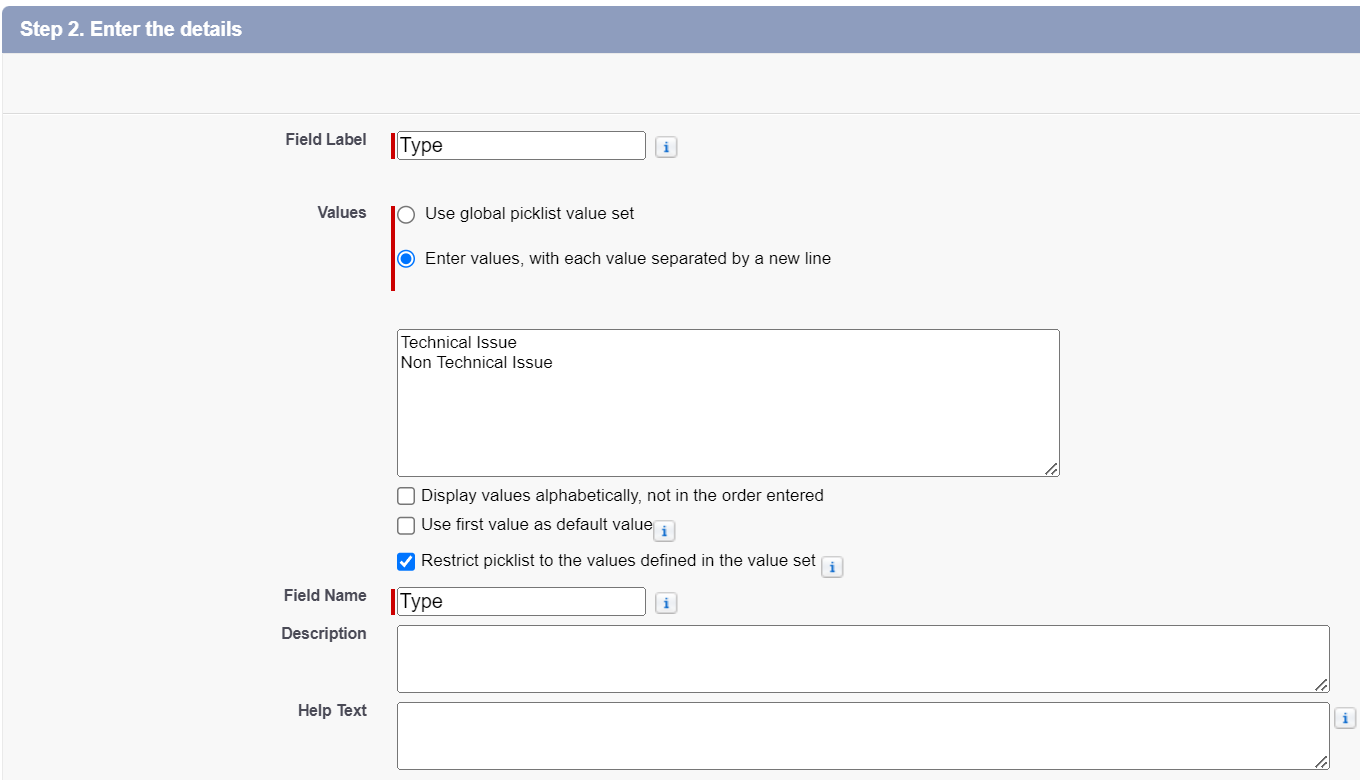 Step 2. Enter the details
Field Label
Type
i
Values
Use global picklist value set
Enter values, with each value separated by a new line
Technical Issue
Non Technical Issue
Display values alphabetically, not in the order entered
Use first value as default value
i
Restrict picklist to the values defined in the value set
i
Field Name
Type
i
Description
Help Text
i